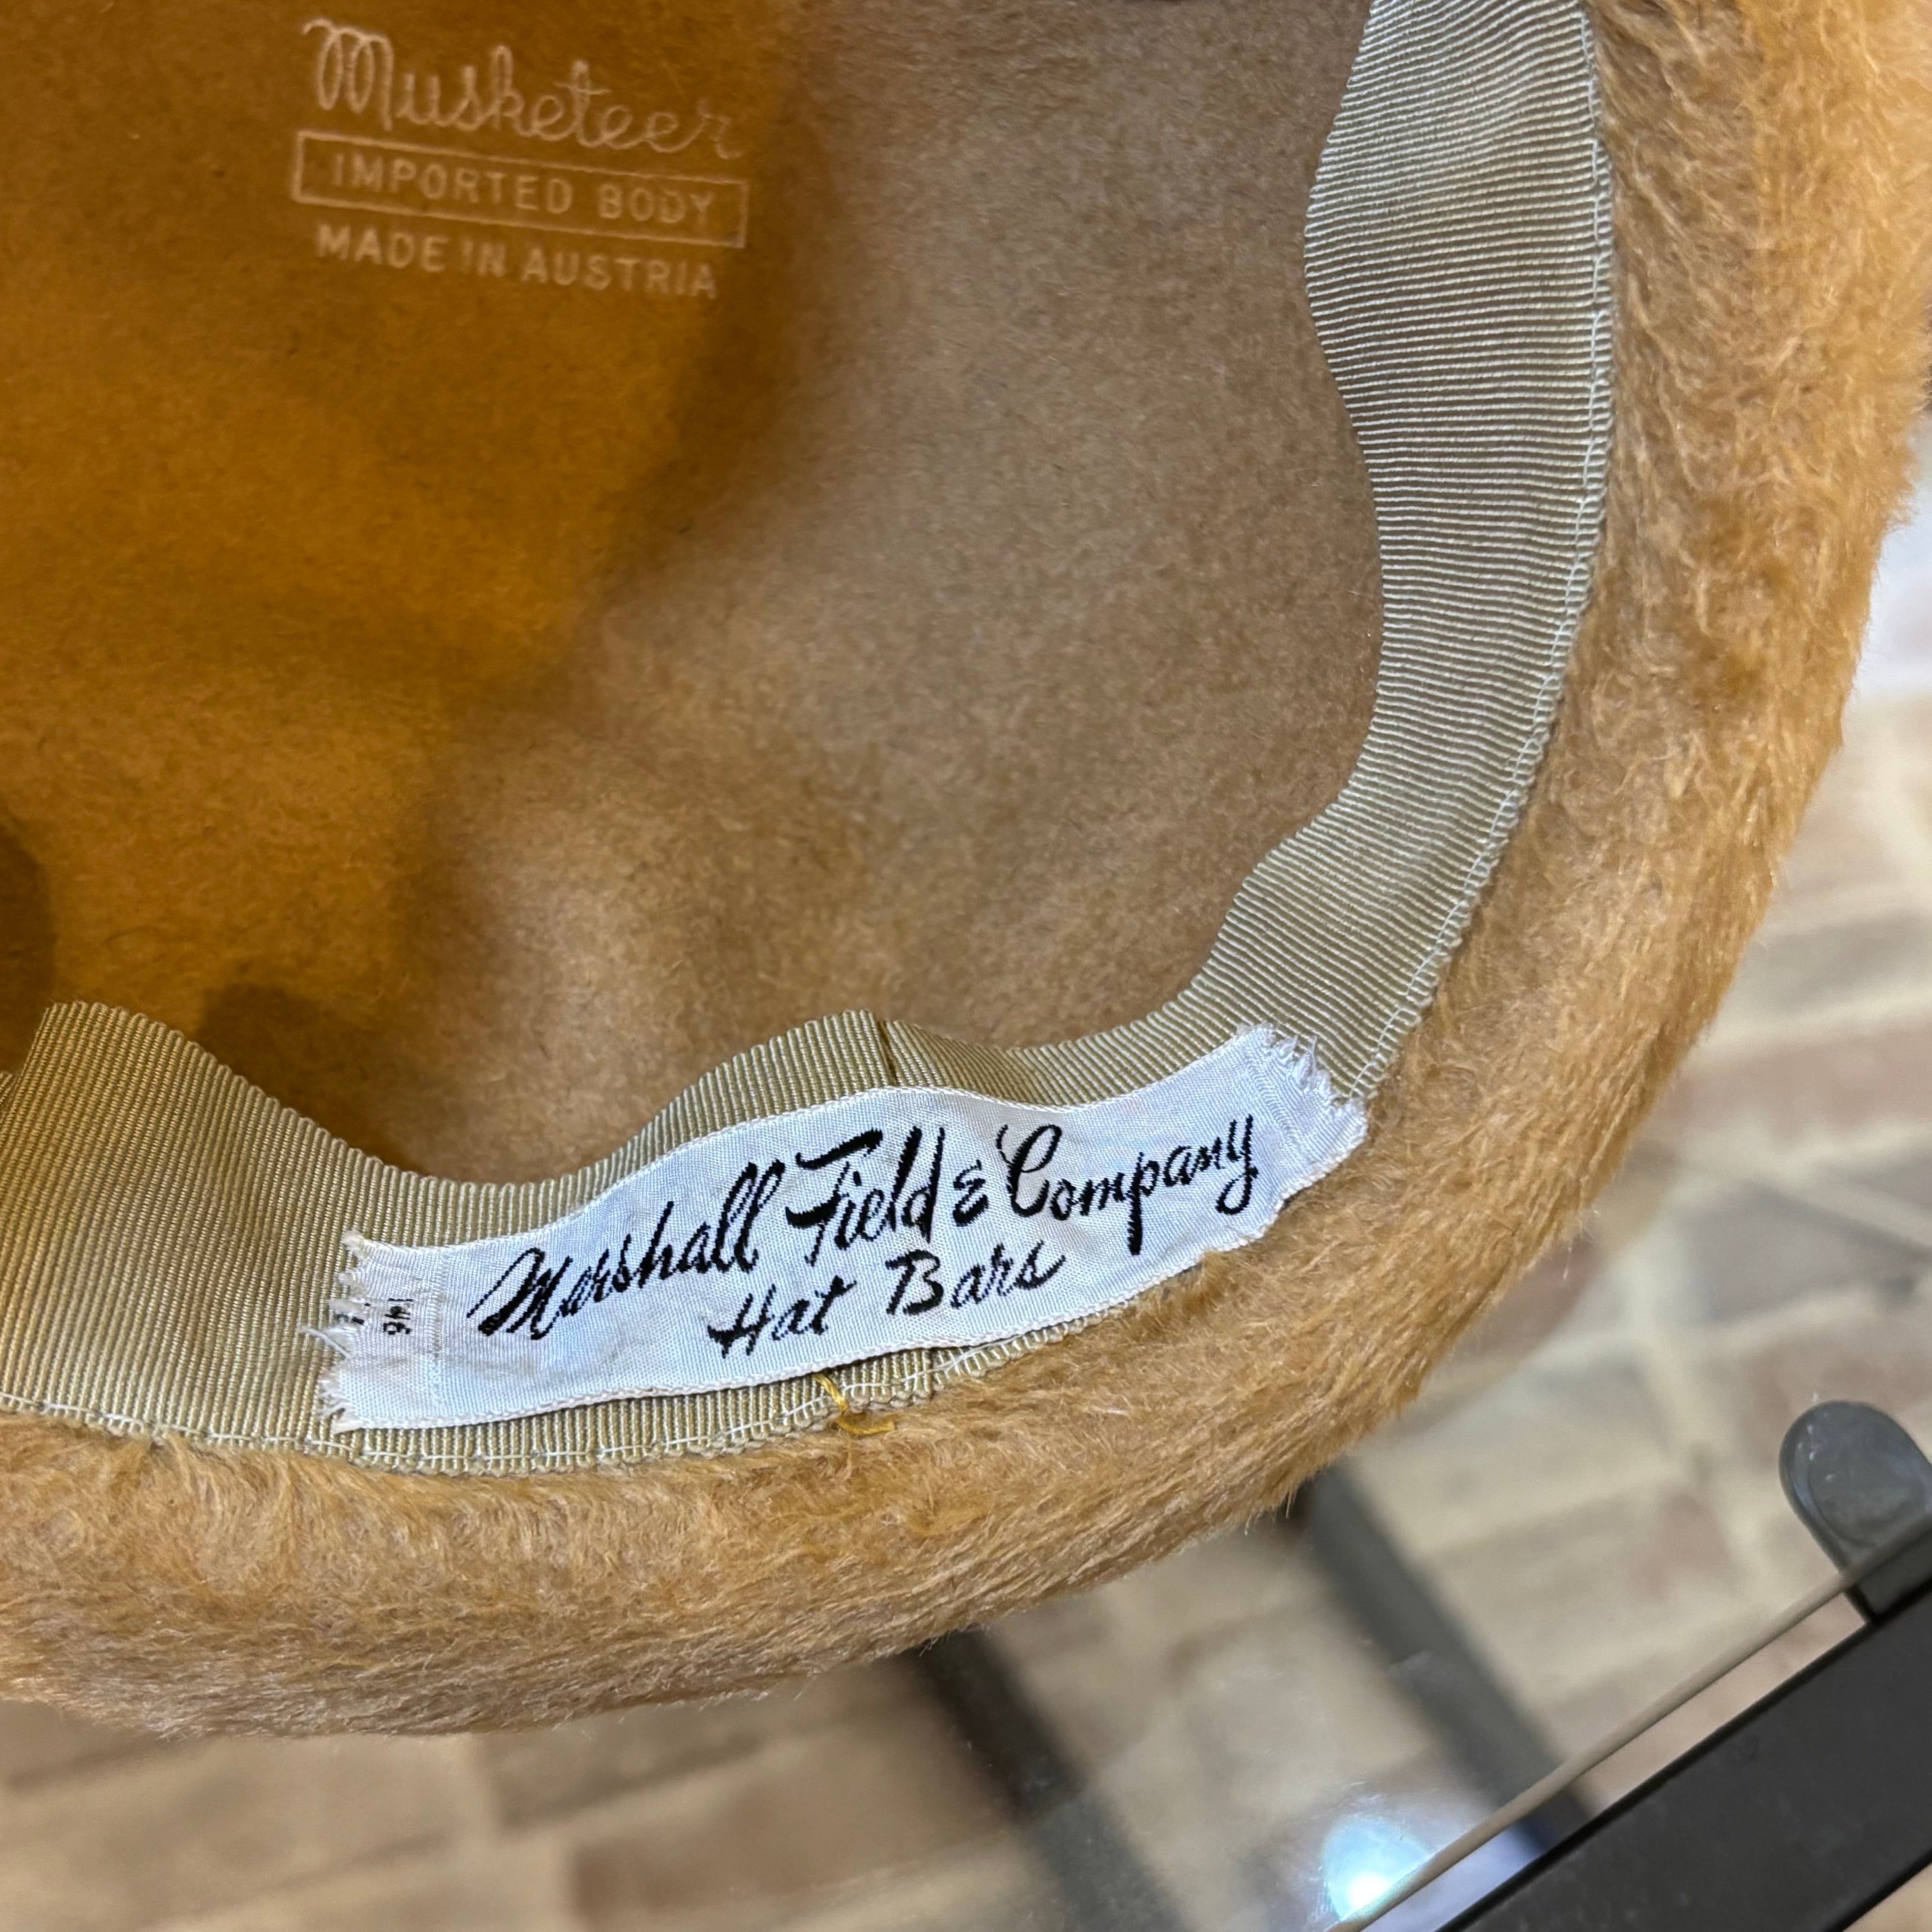 Musketeer
IMPORTED BODY
MADE IN AUSTRIA
Marshall Field & Company
Hat Bars